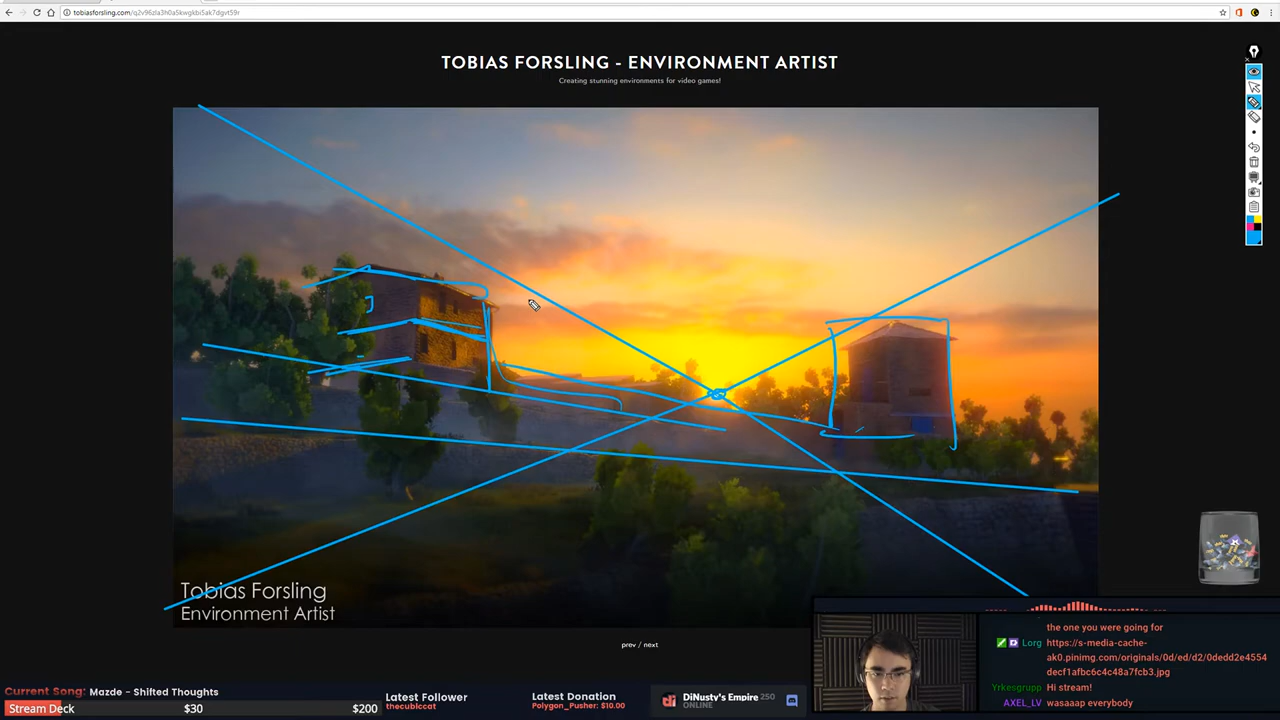 tobiasforsling.com/q2v96zla3h0a5kwgkbi5ak7dgvt59r
TOBIAS FORSLING - ENVIRONMENT ARTIST
Creating stunning environments for video games!
Tobias Forsling
Environment Artist
prev / next
the one you were going for
Lorg https://s-media-cache-
ak0.pinimg.com/originals/0d/ed/d2/0dedd2e4554
decf1afbc6c4c48a7fcb3.jpg
Yrkesgrupp Hi stream!
AXEL_LV wasaaap everybody
Current Song: Mazde - Shifted Thoughts
Stream Deck $30 $200
Latest Follower
thecubiccat
Latest Donation
Polygon_Pusher: $10.00
DiNusty's Empire 250
ONLINE